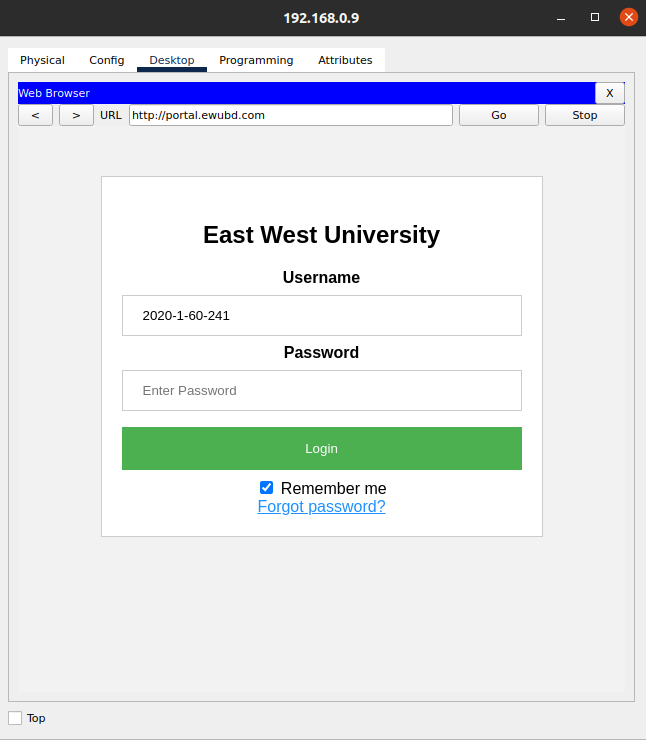 192.168.0.9
Physical Config Desktop Programming Attributes
Web Browser X
< > URL http://portal.ewubd.com Go Stop
East West University
Username
2020-1-60-241
Password
Enter Password
Login
Remember me
Forgot password?
Top